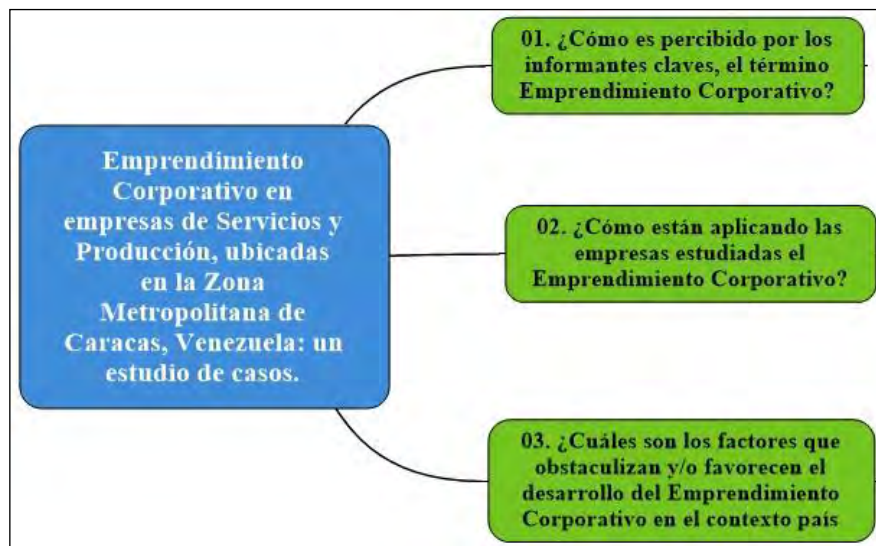 Emprendimiento
Corporativo en
empresas de Servicios y
Producción, ubicadas
en la Zona
Metropolitana de
Caracas, Venezuela: un
estudio de casos.
01. ¿Cómo es percibido por los
informantes claves, el término
Emprendimiento Corporativo?
02. ¿Cómo están aplicando las
empresas estudiadas el
Emprendimiento Corporativo?
03. ¿Cuáles son los factores que
obstaculizan y/o favorecen el
desarrollo del Emprendimiento
Corporativo en el contexto país